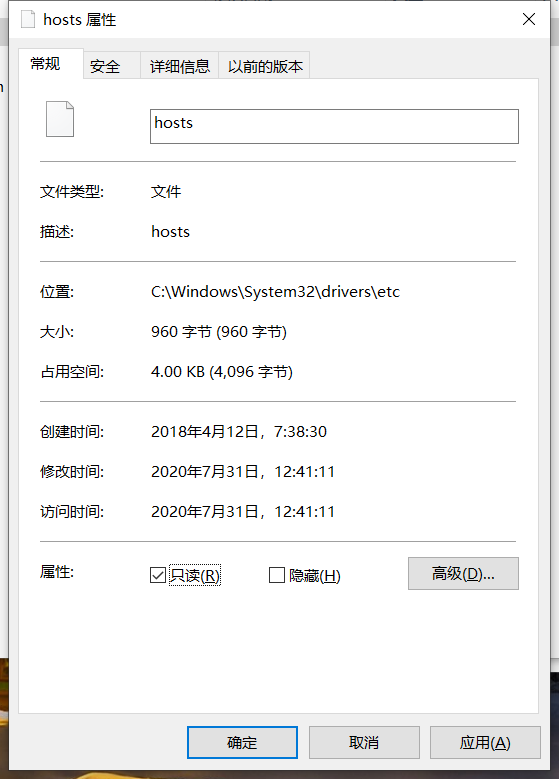 hosts 属性
常规 安全 详细信息 以前的版本
hosts
文件类型: 文件
描述: hosts
位置: C:\Windows\System32\drivers\etc
大小: 960 字节 (960 字节)
占用空间: 4.00 KB (4,096 字节)
创建时间: 2018年4月12日，7:38:30
修改时间: 2020年7月31日，12:41:11
访问时间: 2020年7月31日，12:41:11
属性: 只读(R) 隐藏(H) 高级(D)...
确定 取消 应用(A)